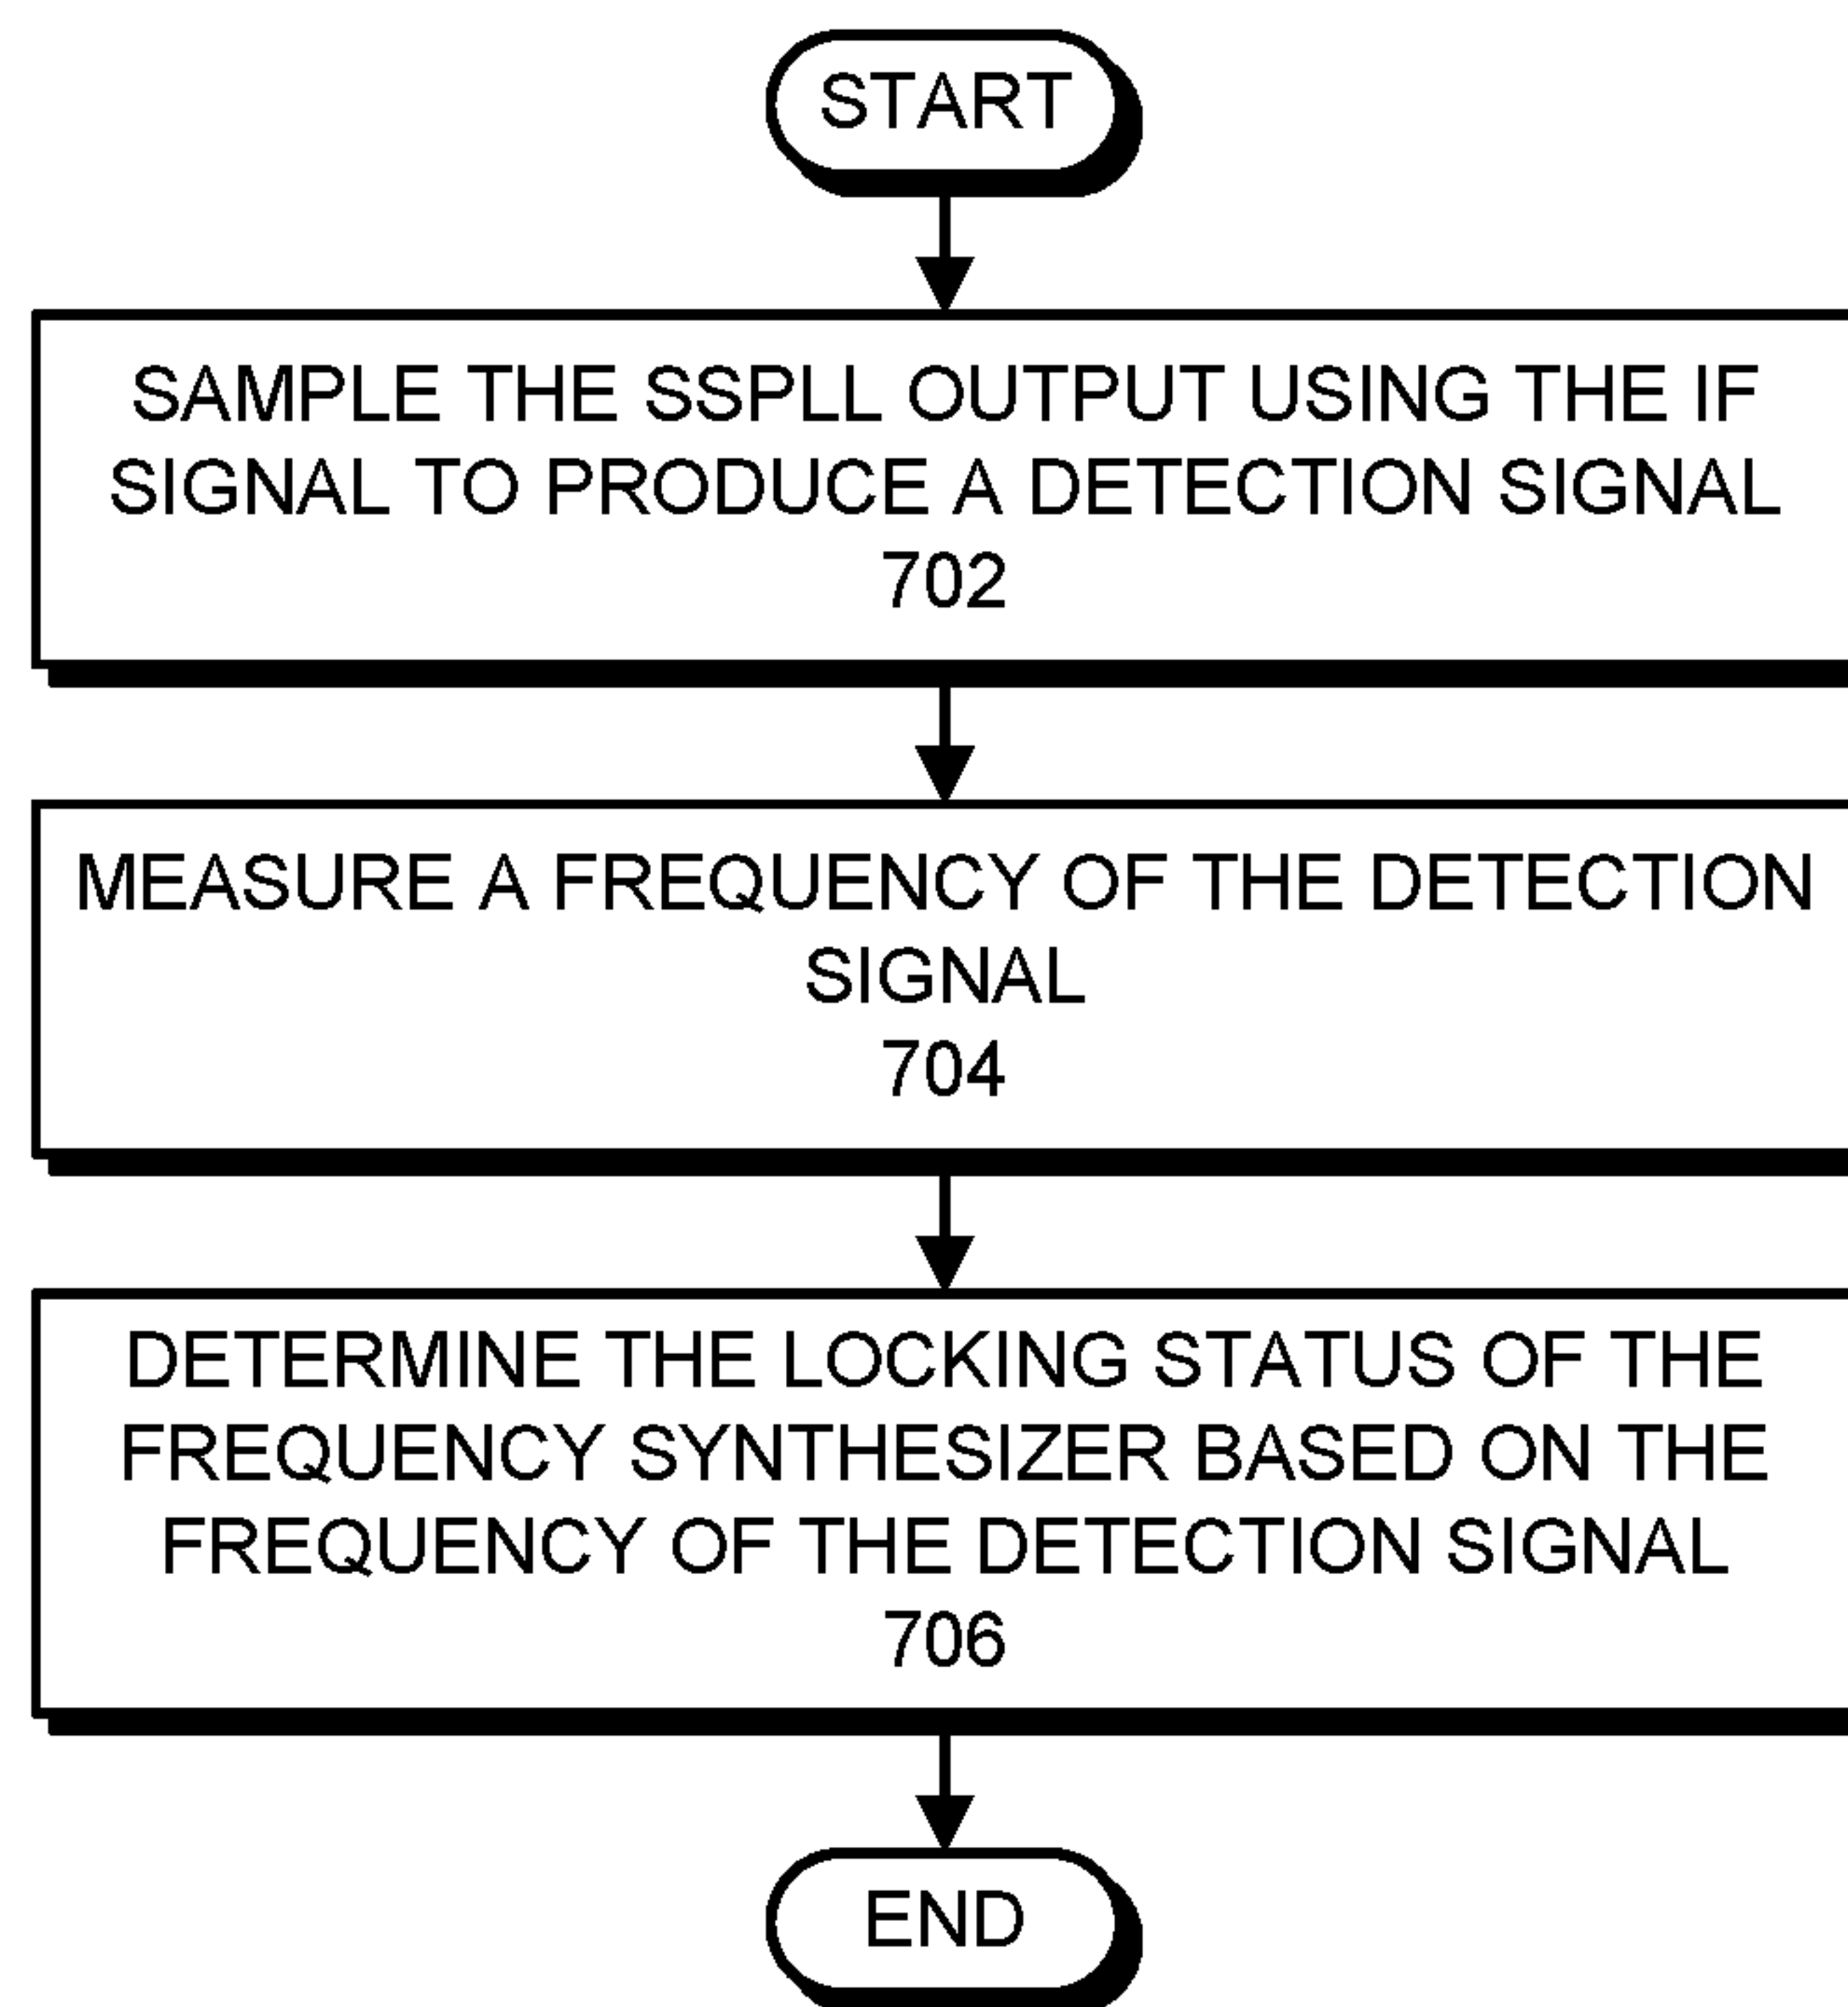 START
SAMPLE THE SSPLL OUTPUT USING THE IF
SIGNAL TO PRODUCE A DETECTION SIGNAL
702
MEASURE A FREQUENCY OF THE DETECTION
SIGNAL
704
DETERMINE THE LOCKING STATUS OF THE
FREQUENCY SYNTHESIZER BASED ON THE
FREQUENCY OF THE DETECTION SIGNAL
706
END